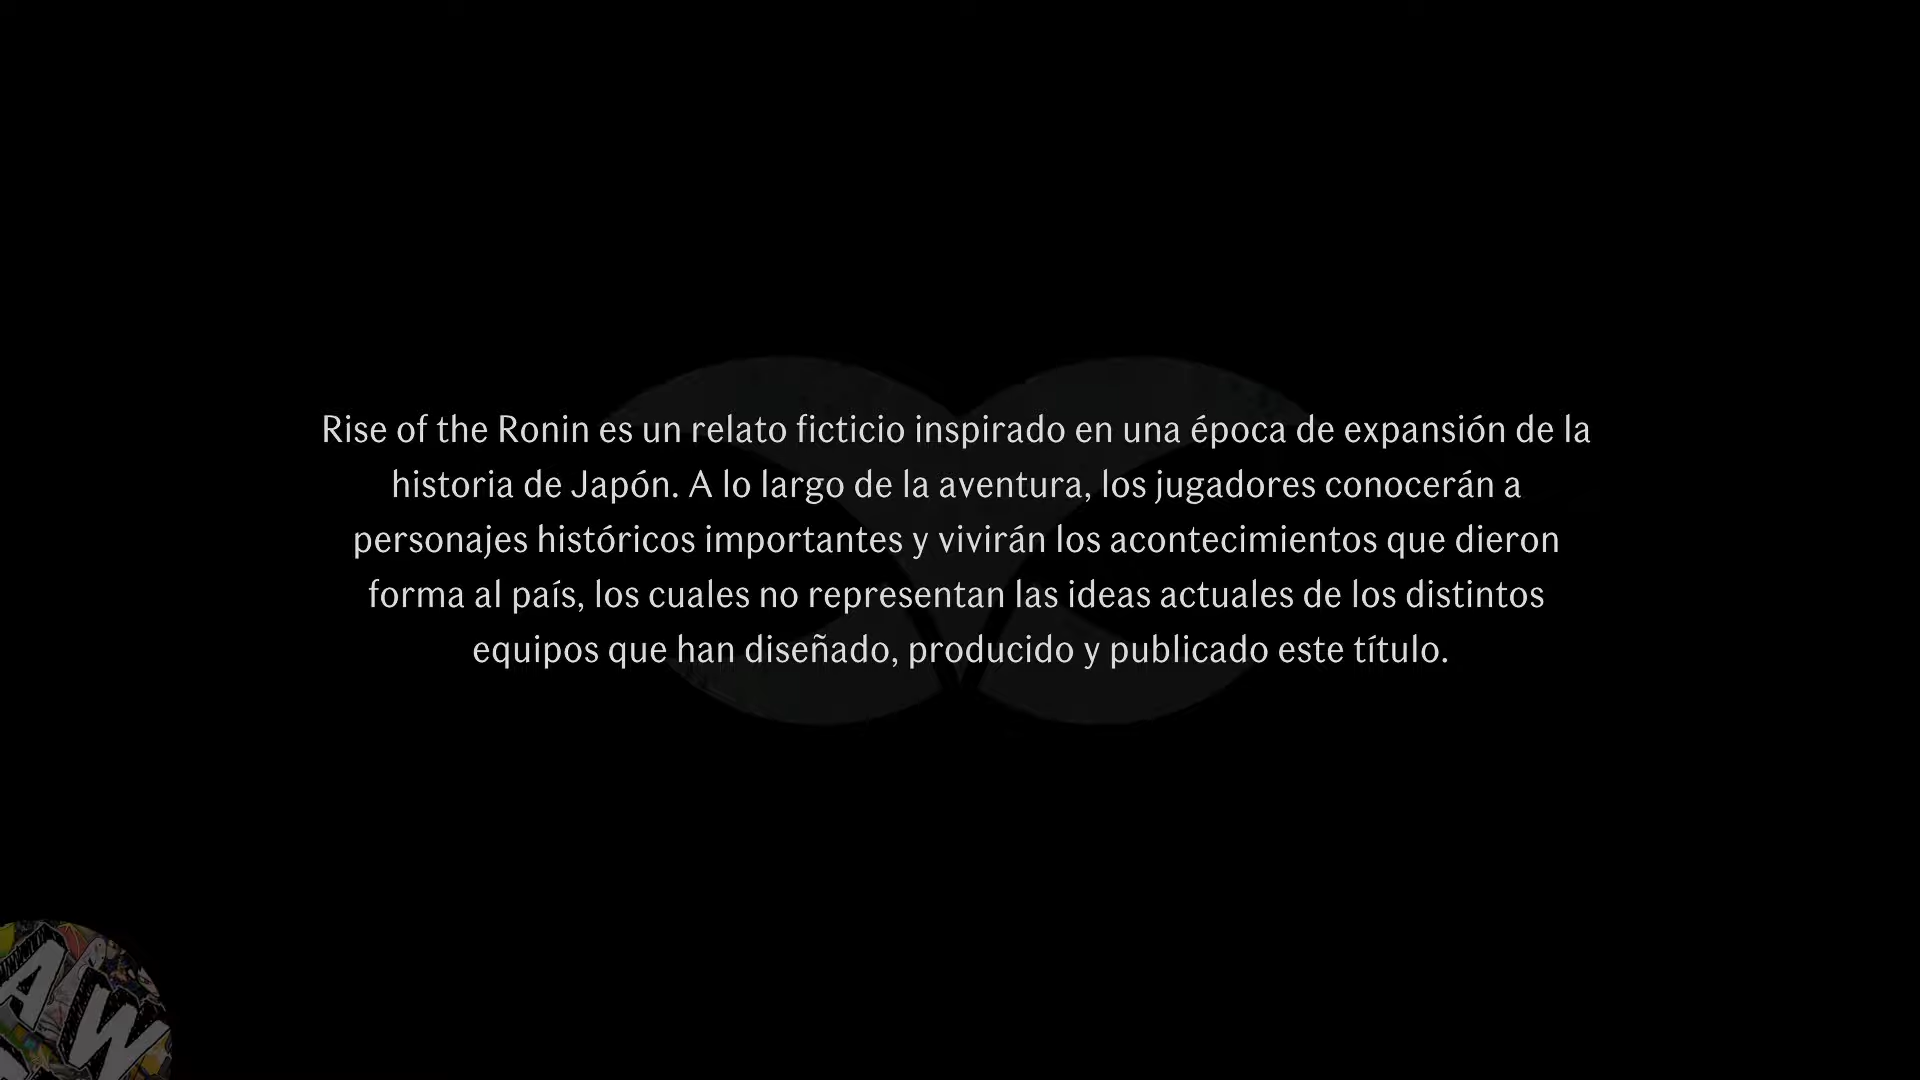 Rise of the Ronin es un relato ficticio inspirado en una época de expansión de la
historia de Japón. A lo largo de la aventura, los jugadores conocerán a
personajes históricos importantes y vivirán los acontecimientos que dieron
forma al país, los cuales no representan las ideas actuales de los distintos
equipos que han diseñado, producido y publicado este título.
AW